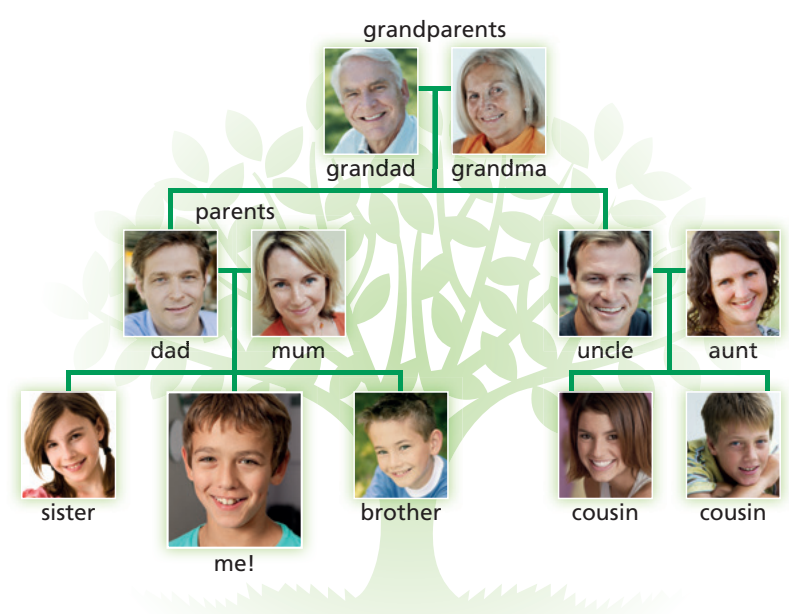 grandparents
grandad grandma
parents
dad mum uncle aunt
sister me! brother cousin cousin